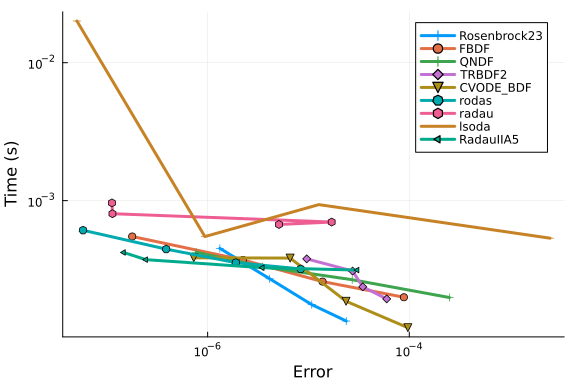 Rosenbrock23
FBDF
QNDF
TRBDF2
CVODE_BDF
rodas
radau
lsoda
RadauIIA5
10⁻²
10⁻³
Time (s)
10⁻⁶
10⁻⁴
Error